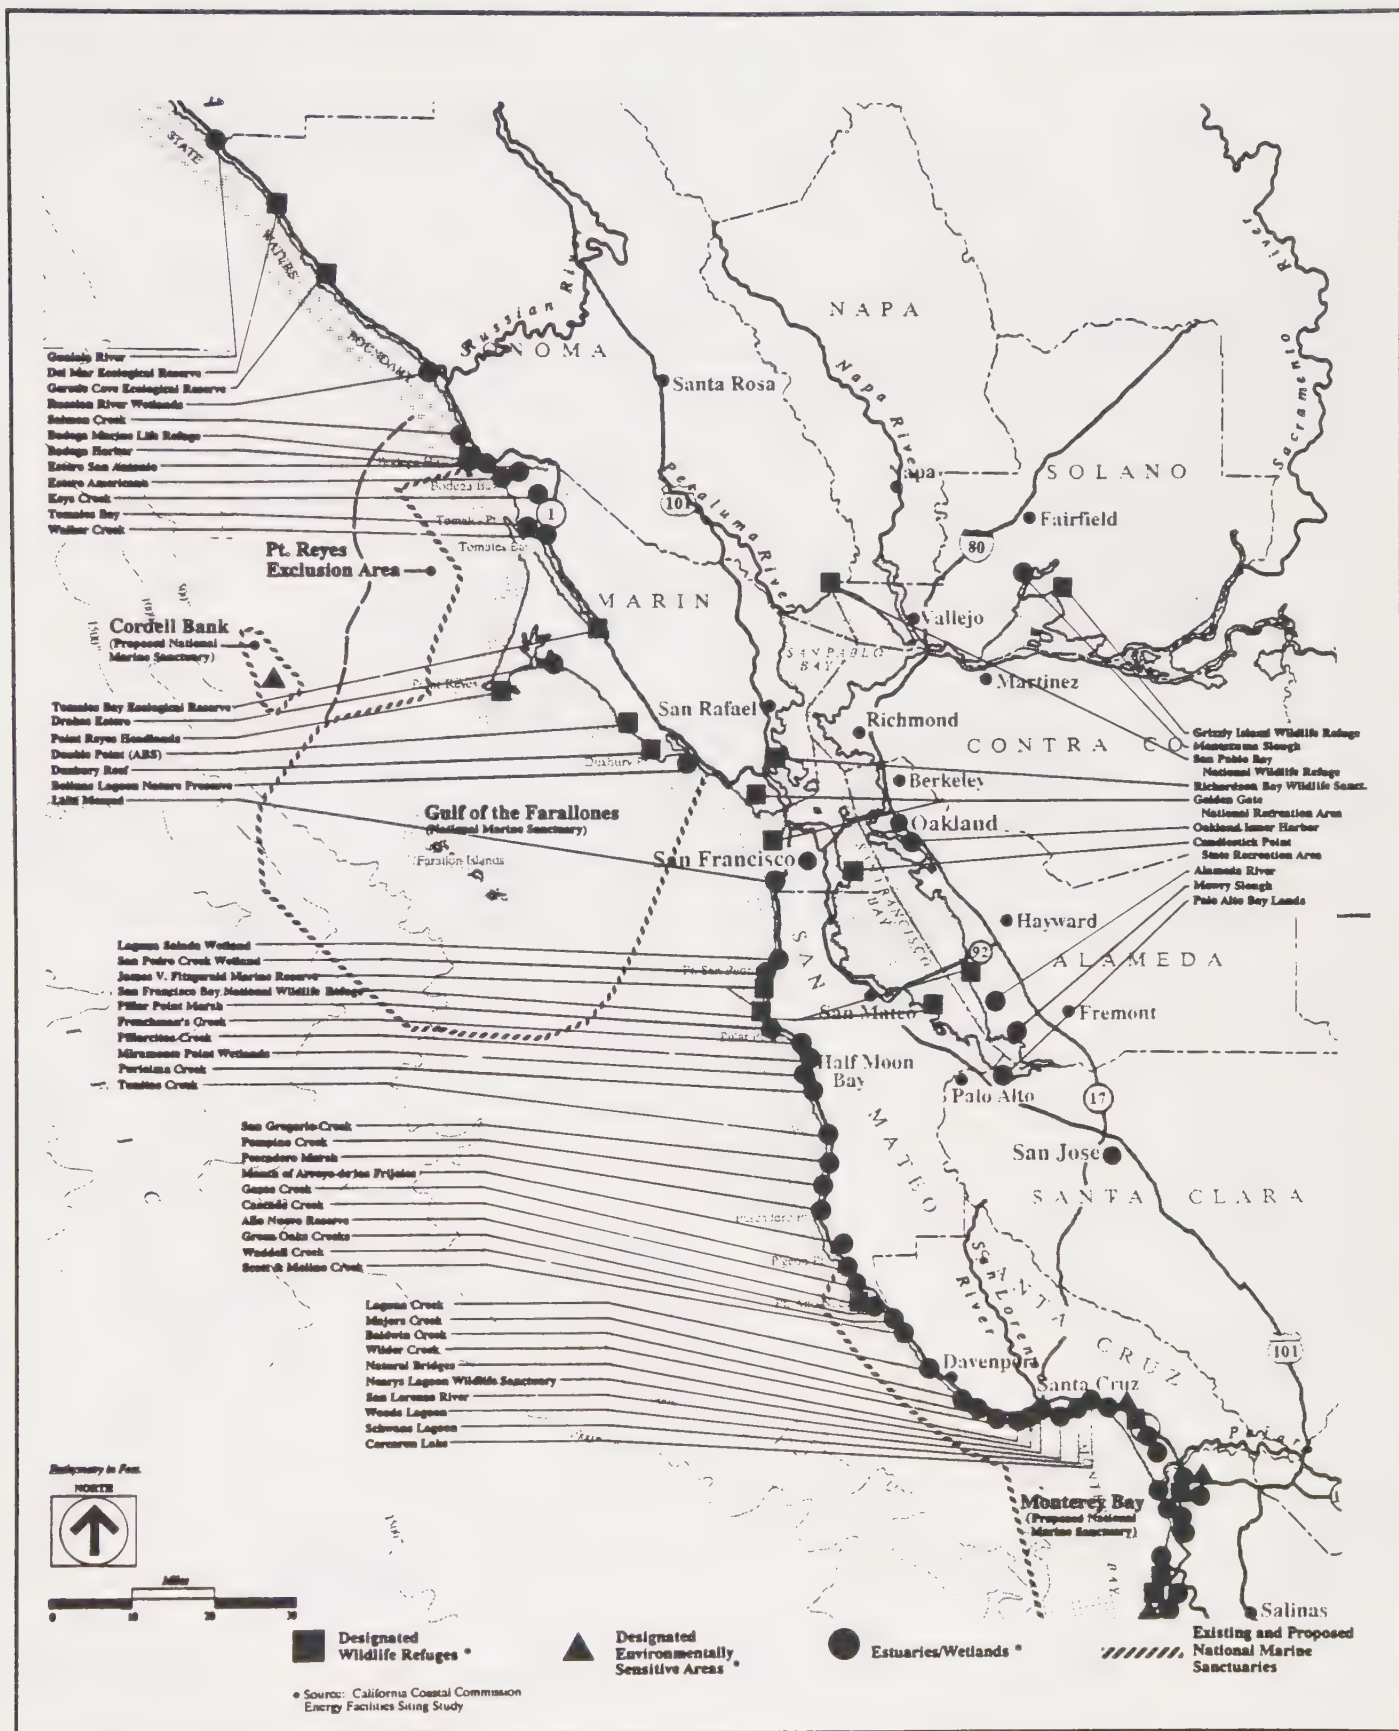 STATE
WATERS
BOUNDARY
Russian River
SONOMA
NAPA
Napa River
Sacramento River
SOLANO
Santa Rosa
Petaluma River
101
Fairfield
80
Gualala River
Del Mar Ecological Reserve
Gerstle Cove Ecological Reserve
Russian River Wetlands
Salmon Creek
Bodega Marine Life Refuge
Bodega Harbor
Estero San Antonio
Estero Americano
Keys Creek
Tomales Bay
Walker Creek
Bodega Bay
Tomales Pt.
Tomales Bay
1
Pt. Reyes
Exclusion Area
MARIN
Vallejo
SAN PABLO
BAY
Martinez
Cordell Bank
(Proposed National
Marine Sanctuary)
1500
Point Reyes
San Rafael
Richmond
CONTRA CO
Berkeley
Tomales Bay Ecological Reserve
Drakes Estero
Point Reyes Headlands
Double Point (ABS)
Duxbury Reef
Bolinas Lagoon Nature Preserve
Lake Merced
Grizzly Island Wildlife Refuge
Montezuma Slough
San Pablo Bay
National Wildlife Refuge
Richardson Bay Wildlife Sanct.
Golden Gate
National Recreation Area
Oakland Inner Harbor
Candlestick Point
State Recreation Area
Alameda River
Mowry Slough
Palo Alto Bay Lands
Gulf of the Farallones
(National Marine Sanctuary)
Farallon Islands
Oakland
San Francisco
SAN FRANCISCO
BAY
Hayward
92
ALAMEDA
San Mateo
Fremont
Laguna Salada Wetland
San Pedro Creek Wetland
James V. Fitzgerald Marine Reserve
San Francisco Bay National Wildlife Refuge
Pillar Point Marsh
Frenchman's Creek
Pillarcitos Creek
Miramontes Point Wetlands
Purisima Creek
Tunitas Creek
Half Moon
Bay
Palo Alto
17
San Jose
SAN MATEO
SANTA CLARA
San Gregorio Creek
Pomponio Creek
Pescadero Marsh
Mouth of Arroyo de los Frijoles
Gazos Creek
Cascade Creek
Año Nuevo Reserve
Green Oaks Creeks
Waddell Creek
Scott & Molino Creek
San Lorenzo River
SANTA CRUZ
101
Laguna Creek
Majors Creek
Baldwin Creek
Wilder Creek
Natural Bridges
Nearys Lagoon Wildlife Sanctuary
San Lorenzo River
Woods Lagoon
Schwans Lagoon
Corcoran Lake
Davenport
Santa Cruz
Monterey Bay
(Proposed National
Marine Sanctuary)
BAY
Salinas
Bathymetry in Feet.
NORTH
Miles
0 10 20 30
Designated
Wildlife Refuges *
Designated
Environmentally
Sensitive Areas *
Estuaries/Wetlands *
Existing and Proposed
National Marine
Sanctuaries
* Source: California Coastal Commission
Energy Facilities Siting Study